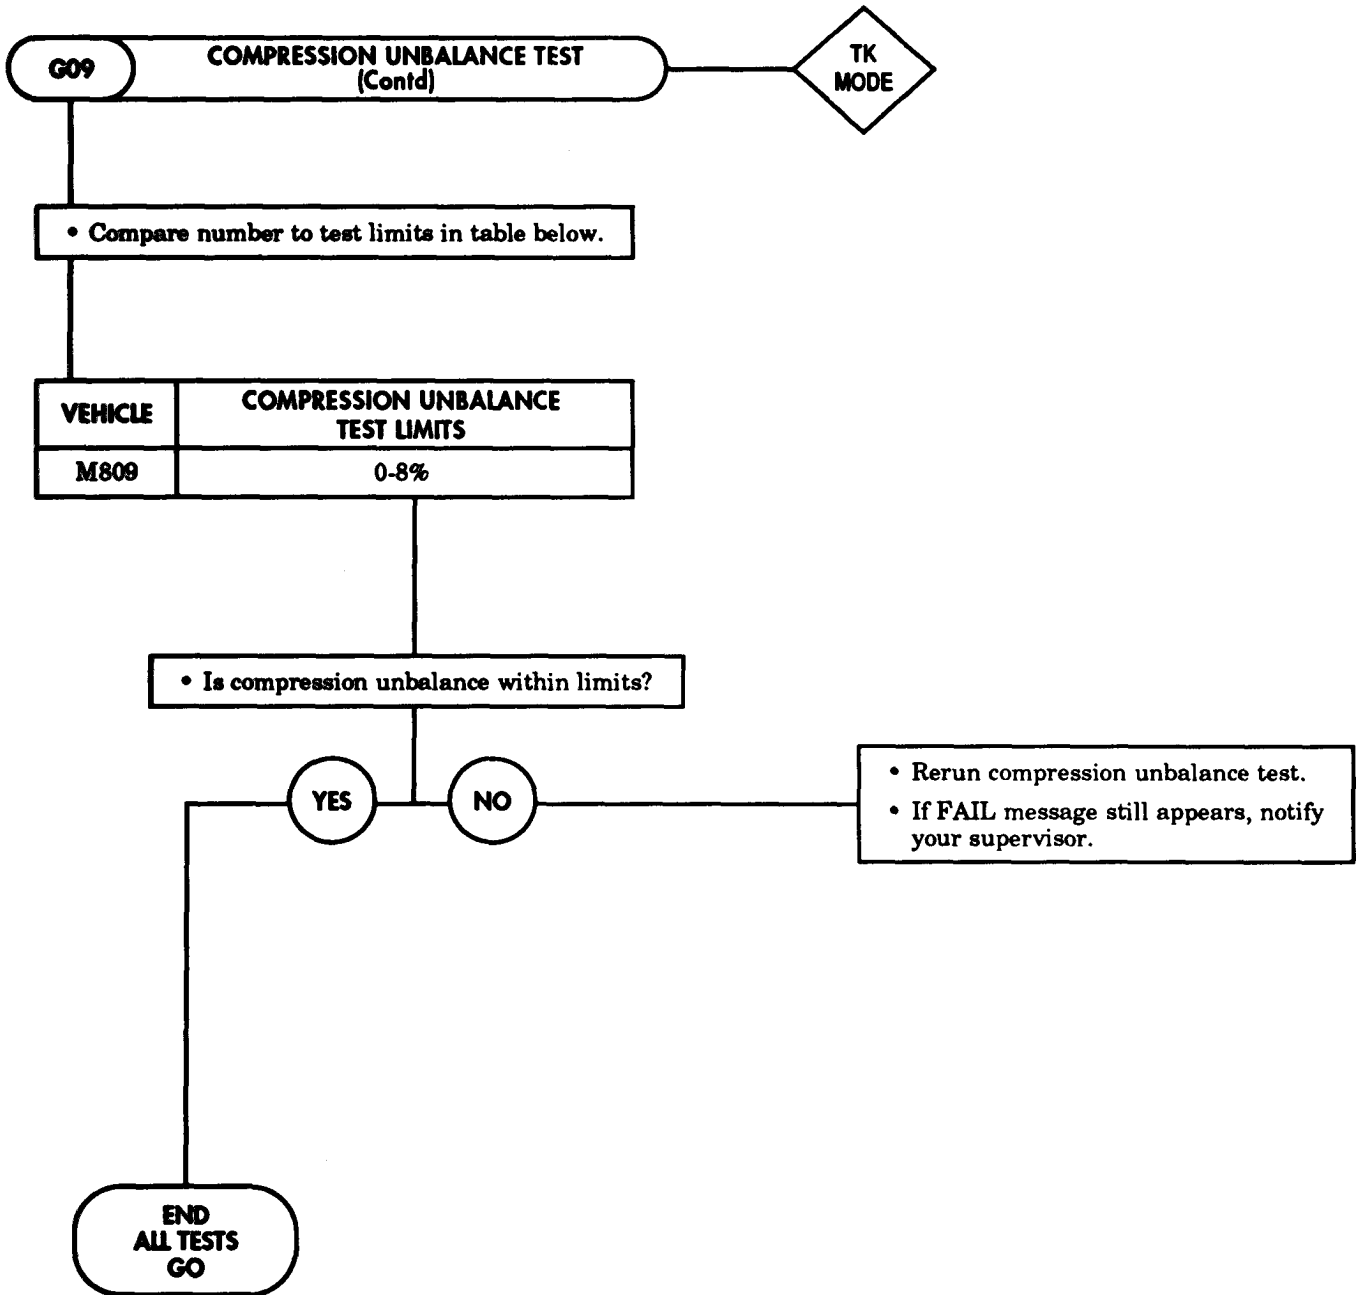 G09
COMPRESSION UNBALANCE TEST
(Contd)
TK
MODE
• Compare number to test limits in table below.
VEHICLE
COMPRESSION UNBALANCE
TEST LIMITS
M809
0-8%
• Is compression unbalance within limits?
YES
NO
• Rerun compression unbalance test.
• If FAIL message still appears, notify
your supervisor.
END
ALL TESTS
GO